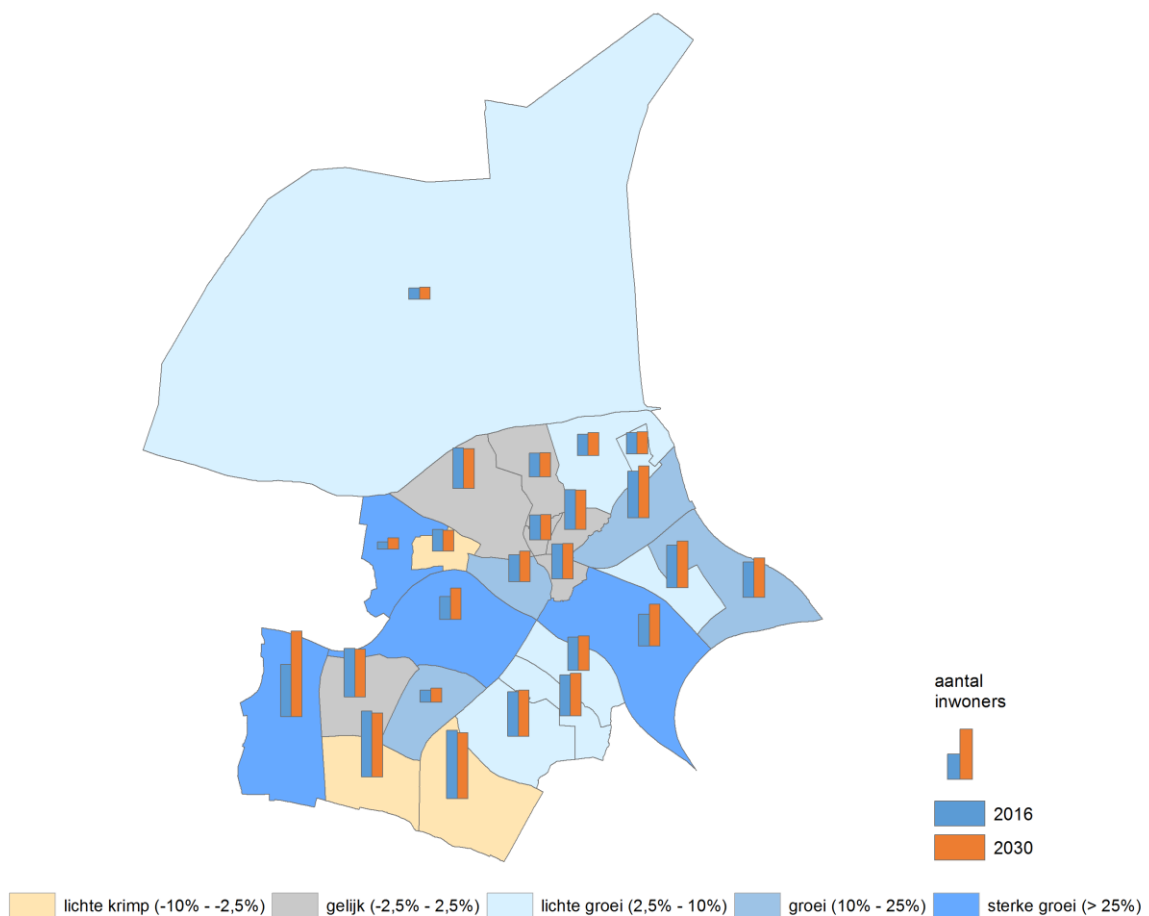 aantal
inwoners
2016
2030
lichte krimp (-10% - -2,5%) gelijk (-2,5% - 2,5%) lichte groei (2,5% - 10%) groei (10% - 25%) sterke groei (> 25%)